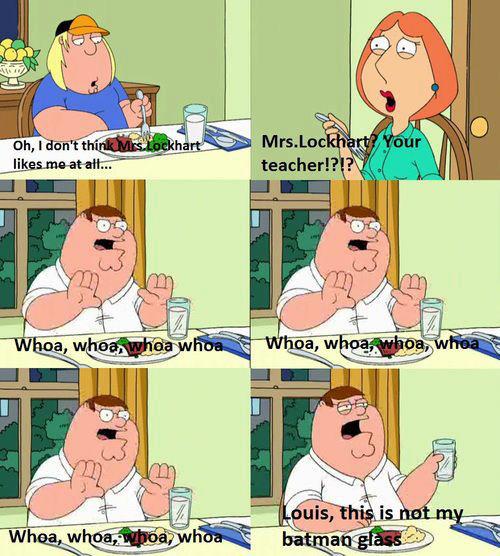 Oh, I don't think Mrs.Lockhart
likes me at all...
Mrs.Lockhart? Your
teacher!?!?
Whoa, whoa, whoa whoa
Whoa, whoa, whoa, whoa
Whoa, whoa, whoa, whoa
Louis, this is not my
batman glass